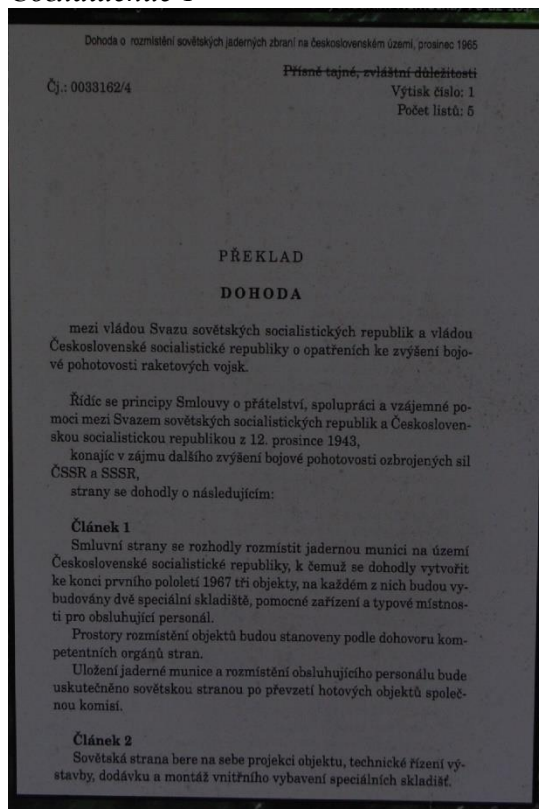 Dohoda o rozmístění sovětských jaderných zbraní na československém území, prosinec 1965
Přísně tajné, zvláštní důležitosti
Čj.: 0033162/4
Výtisk číslo: 1
Počet listů: 5
PŘEKLAD
DOHODA
mezi vládou Svazu sovětských socialistických republik a vládou
Československé socialistické republiky o opatřeních ke zvýšení bojo-
vé pohotovosti raketových vojsk.
Řídíc se principy Smlouvy o přátelství, spolupráci a vzájemné po-
moci mezi Svazem sovětských socialistických republik a Českosloven-
skou socialistickou republikou z 12. prosince 1943,
konajíc v zájmu dalšího zvýšení bojové pohotovosti ozbrojených sil
ČSSR a SSSR,
strany se dohodly o následujícím:
Článek 1
Smluvní strany se rozhodly rozmístit jadernou munici na území
Československé socialistické republiky, k čemuž se dohodly vytvořit
ke konci prvního pololetí 1967 tři objekty, na každém z nich budou vy-
budovány dvě speciální skladiště, pomocné zařízení a typové místnos-
ti pro obsluhující personál.
Prostory rozmístění objektů budou stanoveny podle dohovoru kom-
petentních orgánů stran.
Uložení jaderné munice a rozmístění obsluhujícího personálu bude
uskutečněno sovětskou stranou po převzetí hotových objektů společ-
nou komisí.
Článek 2
Sovětská strana bere na sebe projekci objektu, technické řízení vý-
stavby, dodávku a montáž vnitřního vybavení speciálních skladišť.